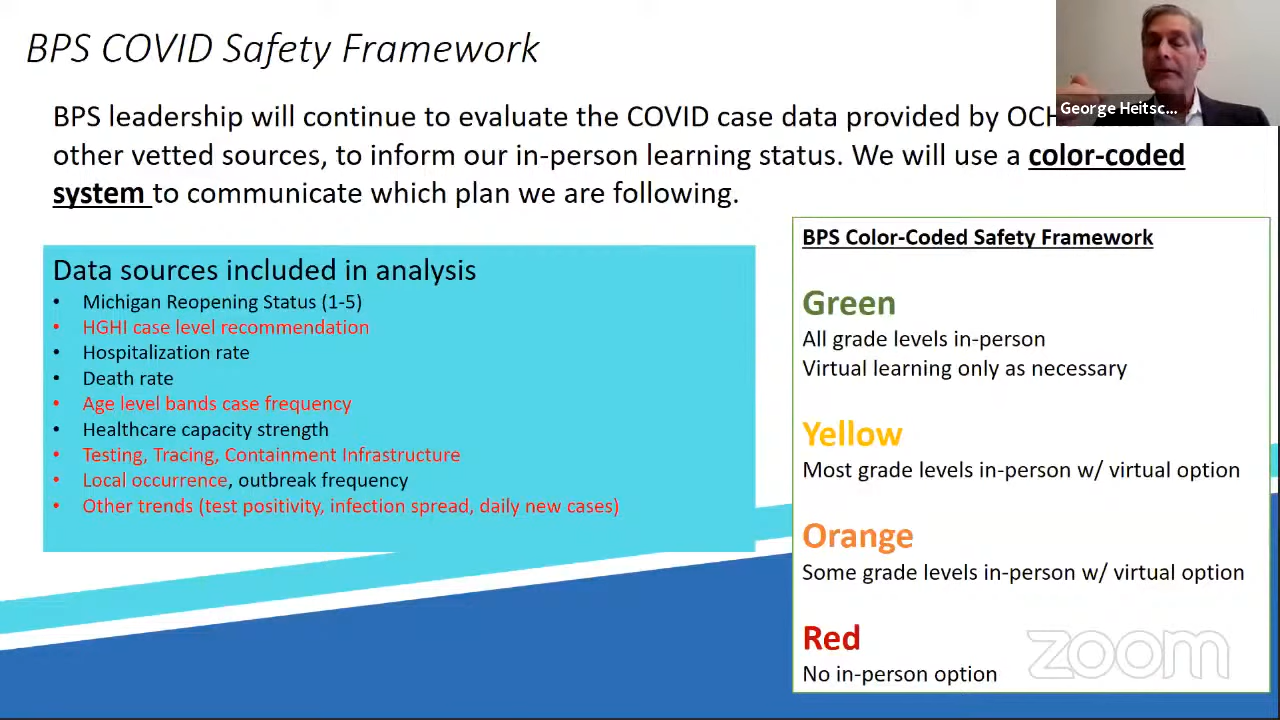 BPS COVID Safety Framework
George Heitsc...
BPS leadership will continue to evaluate the COVID case data provided by OCH
other vetted sources, to inform our in-person learning status. We will use a color-coded
system to communicate which plan we are following.
Data sources included in analysis
• Michigan Reopening Status (1-5)
• HGHI case level recommendation
• Hospitalization rate
• Death rate
• Age level bands case frequency
• Healthcare capacity strength
• Testing, Tracing, Containment Infrastructure
• Local occurrence, outbreak frequency
• Other trends (test positivity, infection spread, daily new cases)
BPS Color-Coded Safety Framework
Green
All grade levels in-person
Virtual learning only as necessary
Yellow
Most grade levels in-person w/ virtual option
Orange
Some grade levels in-person w/ virtual option
Red
No in-person option
zoom